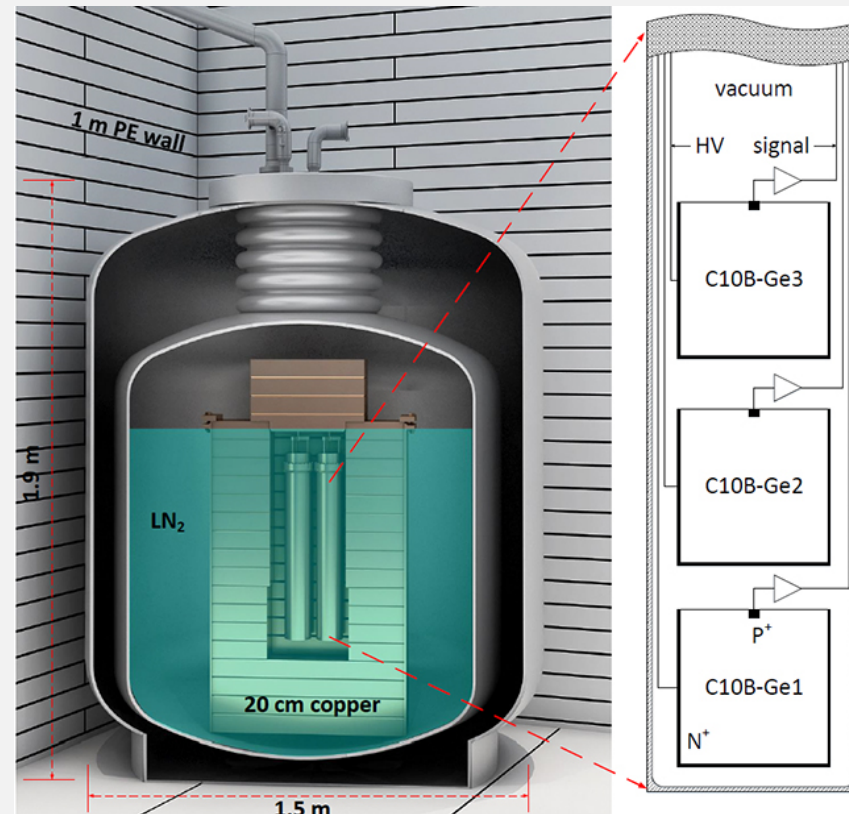 1 m PE wall
1.9 m
LN₂
20 cm copper
1.5 m
vacuum
HV signal
C10B-Ge3
C10B-Ge2
P⁺
C10B-Ge1
N⁺